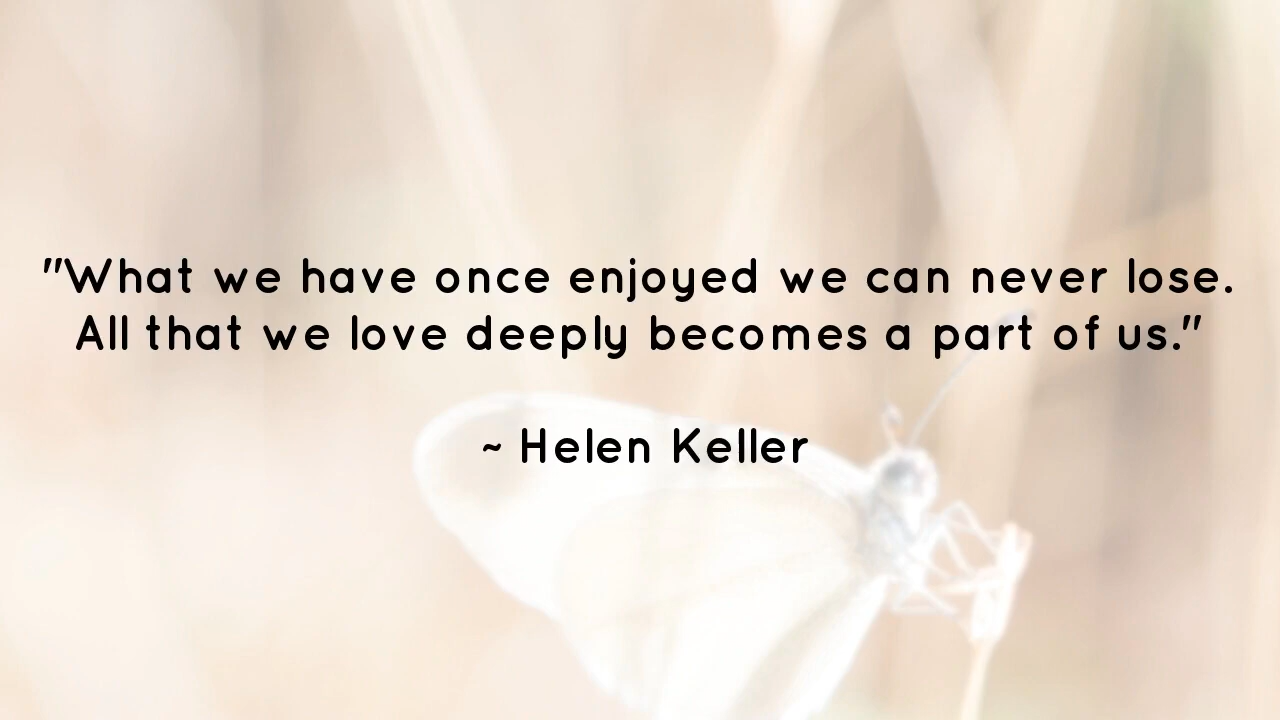 "What we have once enjoyed we can never lose.
All that we love deeply becomes a part of us."
~ Helen Keller